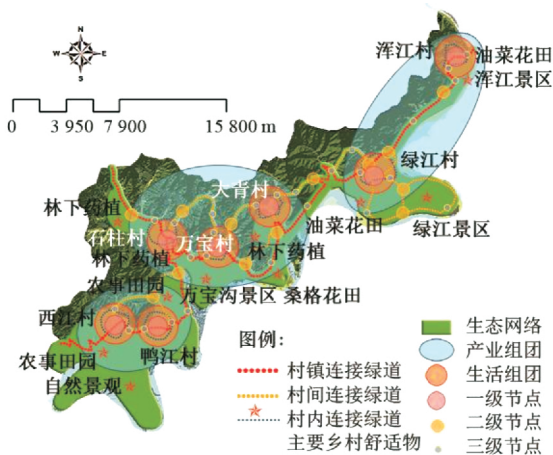 N
W E
S
0 3 950 7 900 15 800 m
浑江村
油菜花田
浑江景区
绿江村
大青村
林下药植
油菜花田
绿江景区
石柱村
万宝村
林下药植
林下药植
农事田园
万宝沟景区 桑格花田
西江村
鸭江村
农事田园
自然景观
图例：
村镇连接绿道
村间连接绿道
村内连接绿道
主要乡村舒适物
生态网络
产业组团
生活组团
一级节点
二级节点
三级节点